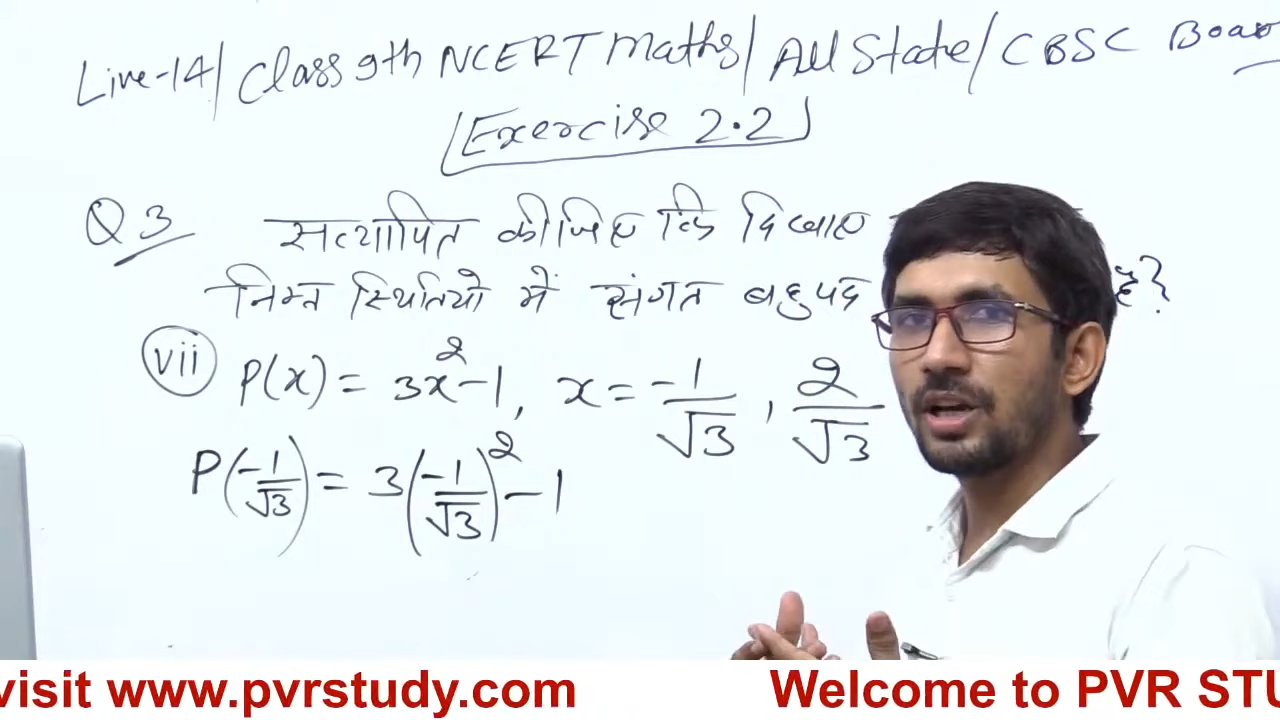 Live-14/ Class 9th NCERT Maths/ All State/ CBSC Boar
Exercise 2.2
Q 3 सत्यापित कीजिए कि दिखाए
निम्न स्थितियो में संगत बहुपद है?
vii P(x) = 3x²-1, x = -1/√3, 2/√3
P(-1/√3) = 3(-1/√3)² - 1
visit www.pvrstudy.com Welcome to PVR STU